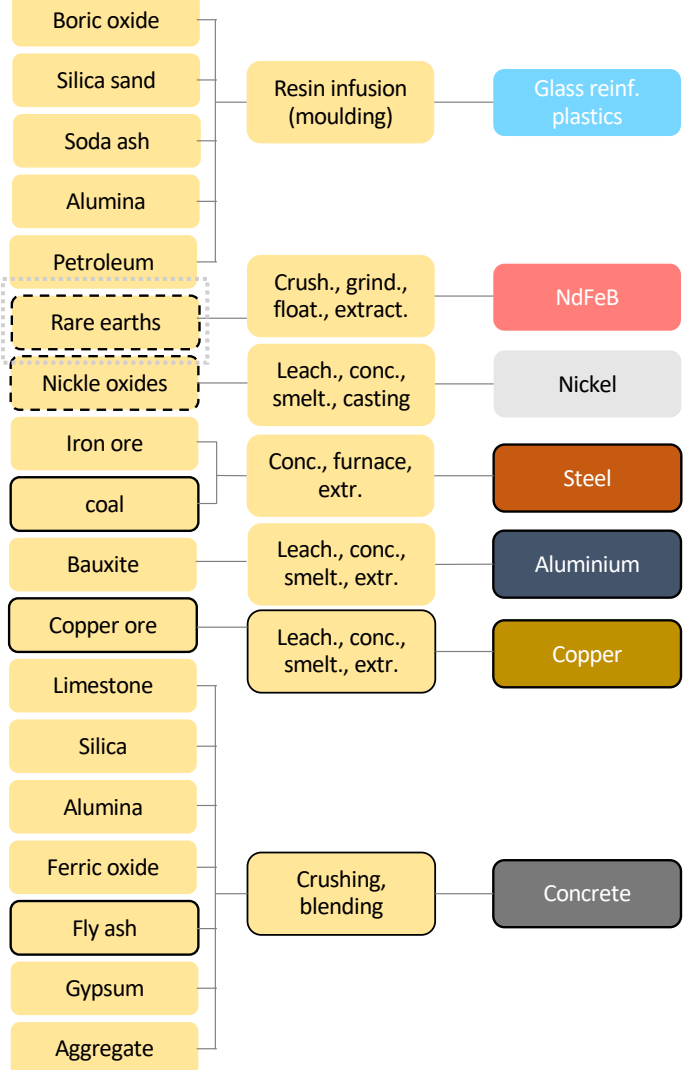 Boric oxide
Silica sand
Soda ash
Alumina
Petroleum
Resin infusion
(moulding)
Glass reinf.
plastics
Rare earths
Crush., grind.,
float., extract.
NdFeB
Nickle oxides
Leach., conc.,
smelt., casting
Nickel
Iron ore
coal
Conc., furnace,
extr.
Steel
Bauxite
Leach., conc.,
smelt., extr.
Aluminium
Copper ore
Leach., conc.,
smelt., extr.
Copper
Limestone
Silica
Alumina
Ferric oxide
Fly ash
Gypsum
Aggregate
Crushing,
blending
Concrete